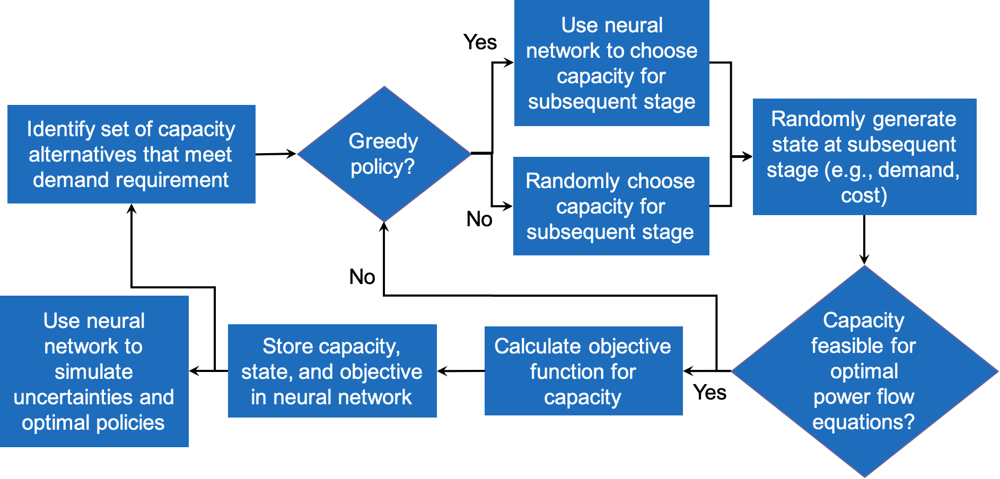 Identify set of capacity
alternatives that meet
demand requirement
Greedy
policy?
Yes
Use neural
network to choose
capacity for
subsequent stage
No
Randomly choose
capacity for
subsequent stage
Randomly generate
state at subsequent
stage (e.g., demand,
cost)
Capacity
feasible for
optimal
power flow
equations?
No
Yes
Calculate objective
function for
capacity
Store capacity,
state, and objective
in neural network
Use neural
network to
simulate
uncertainties and
optimal policies